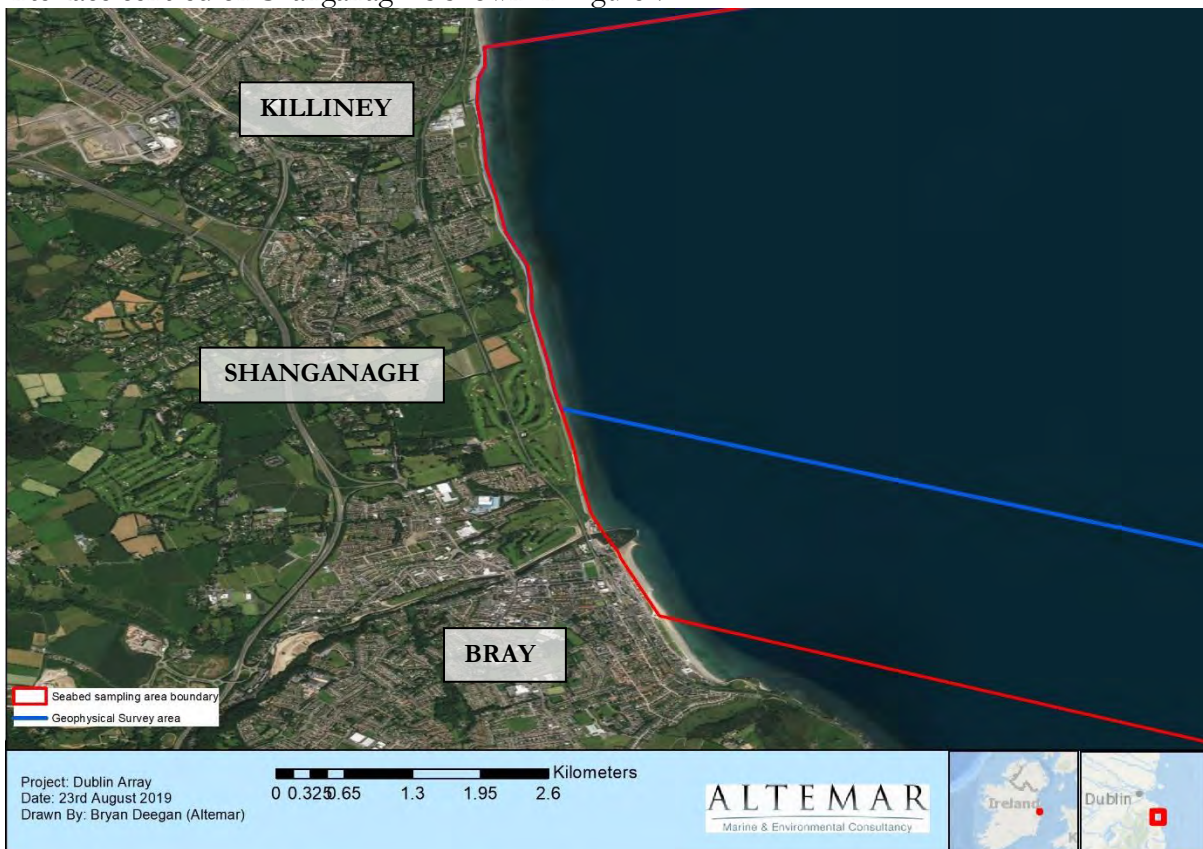 KILLINEY
SHANGANAGH
BRAY
Seabed sampling area boundary
Geophysical Survey area
Project: Dublin Array
Date: 23rd August 2019
Drawn By: Bryan Deegan (Altemar)
Kilometers
0 0.325 0.65 1.3 1.95 2.6
ALTEMAR
Marine & Environmental Consultancy
Ireland
Dublin